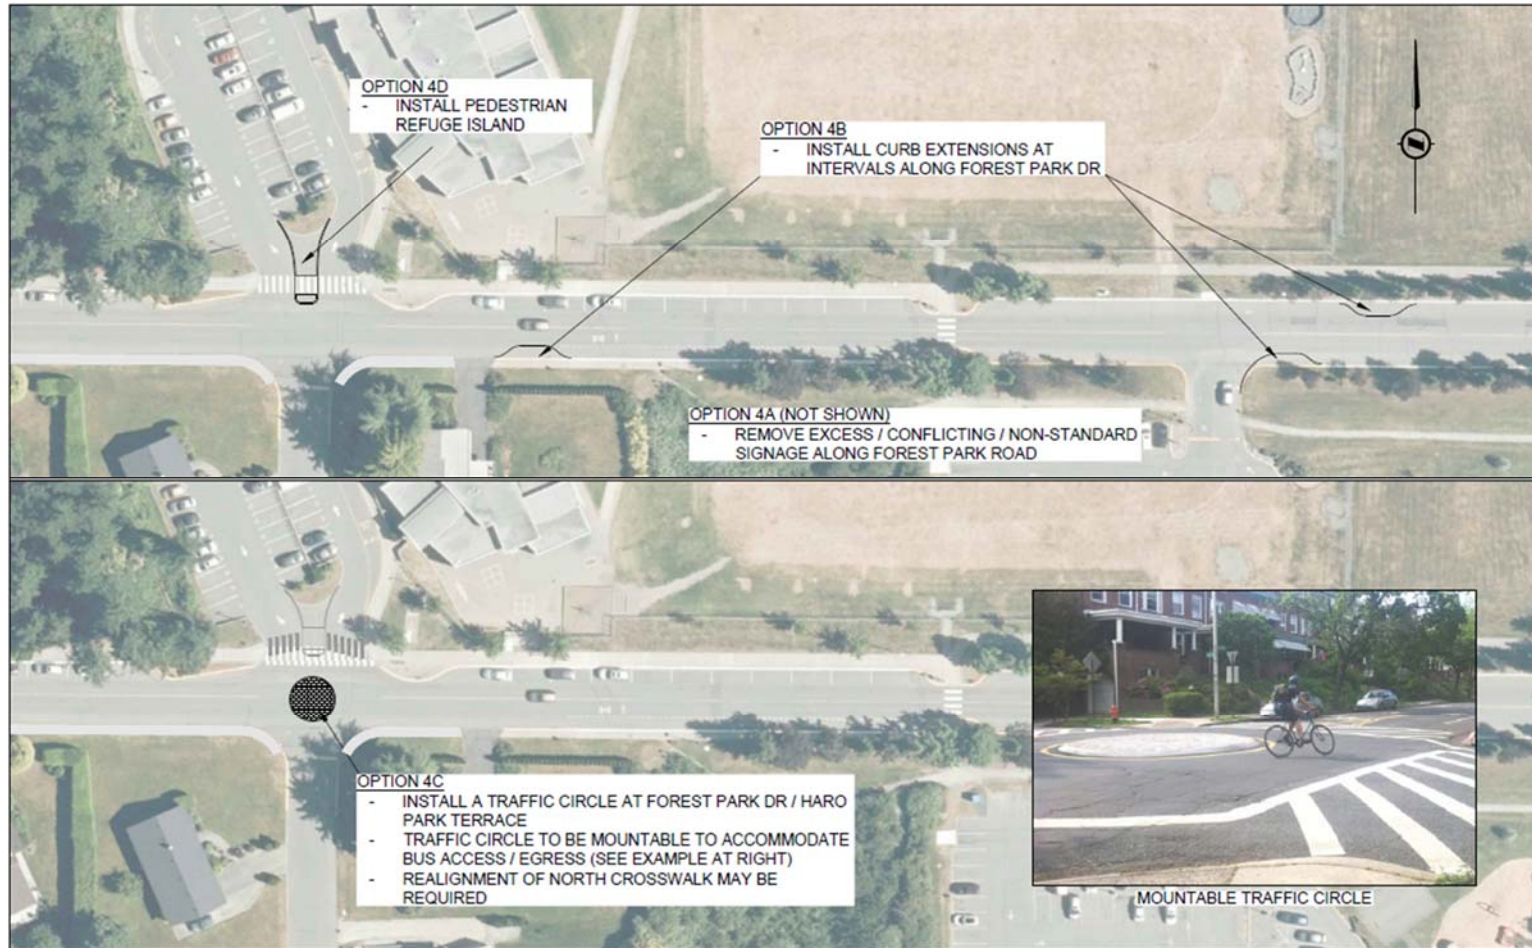 OPTION 4D
- INSTALL PEDESTRIAN
REFUGE ISLAND
OPTION 4B
- INSTALL CURB EXTENSIONS AT
INTERVALS ALONG FOREST PARK DR
OPTION 4A (NOT SHOWN)
- REMOVE EXCESS / CONFLICTING / NON-STANDARD
SIGNAGE ALONG FOREST PARK ROAD
OPTION 4C
- INSTALL A TRAFFIC CIRCLE AT FOREST PARK DR / HARO
PARK TERRACE
- TRAFFIC CIRCLE TO BE MOUNTABLE TO ACCOMMODATE
BUS ACCESS / EGRESS (SEE EXAMPLE AT RIGHT)
- REALIGNMENT OF NORTH CROSSWALK MAY BE
REQUIRED
MOUNTABLE TRAFFIC CIRCLE